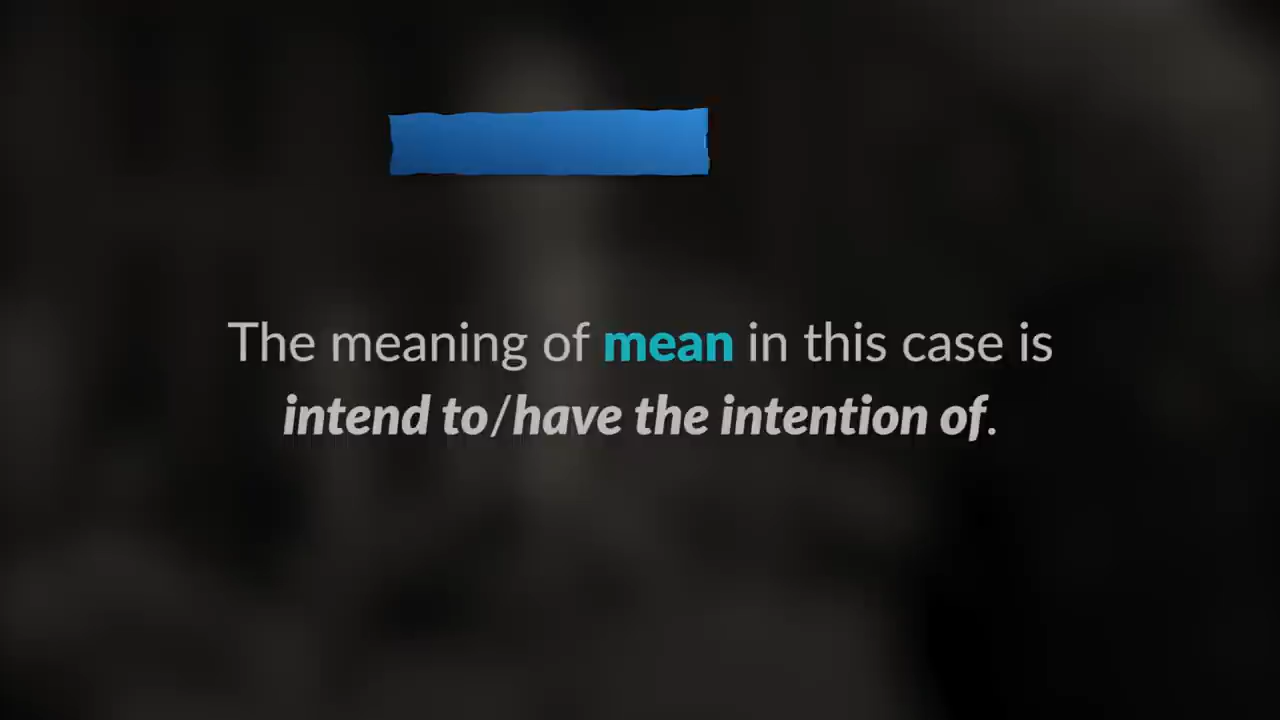 The meaning of mean in this case is
intend to/have the intention of.